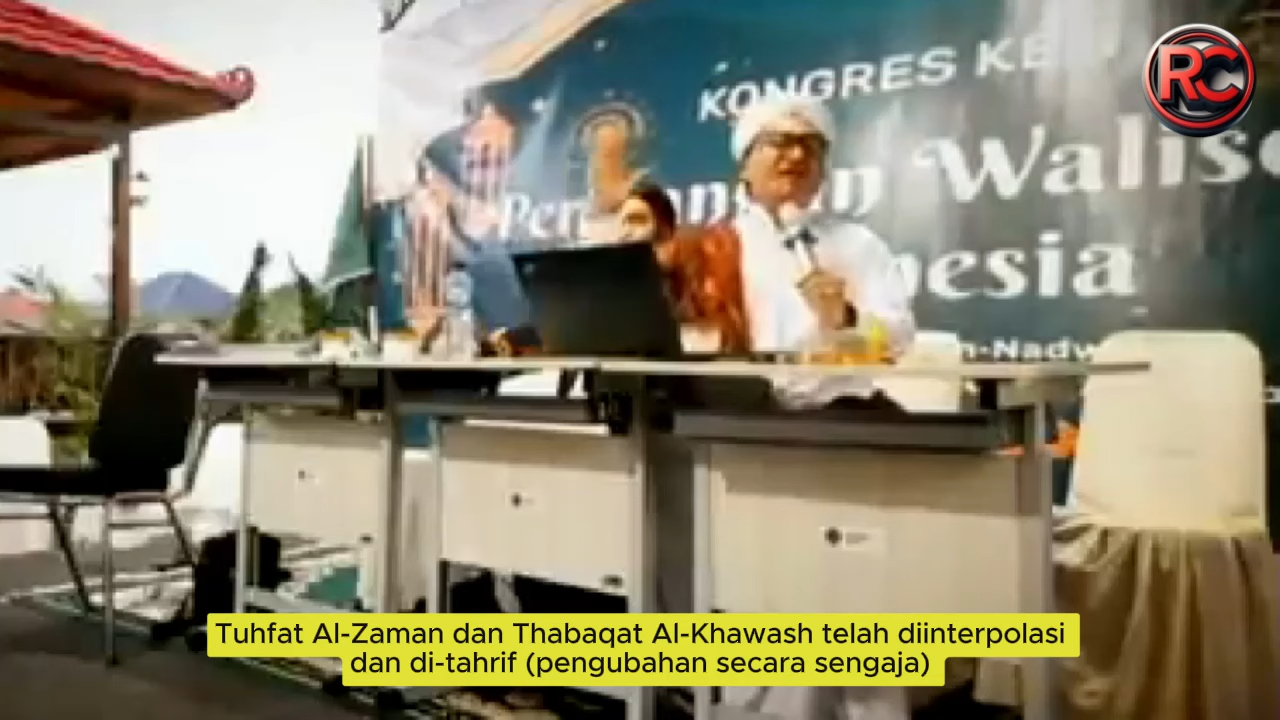 RC
KONGRES KE
Walis
nesia
n-Nadw
Tuhfat Al-Zaman dan Thabaqat Al-Khawash telah diinterpolasi
dan di-tahrif (pengubahan secara sengaja)